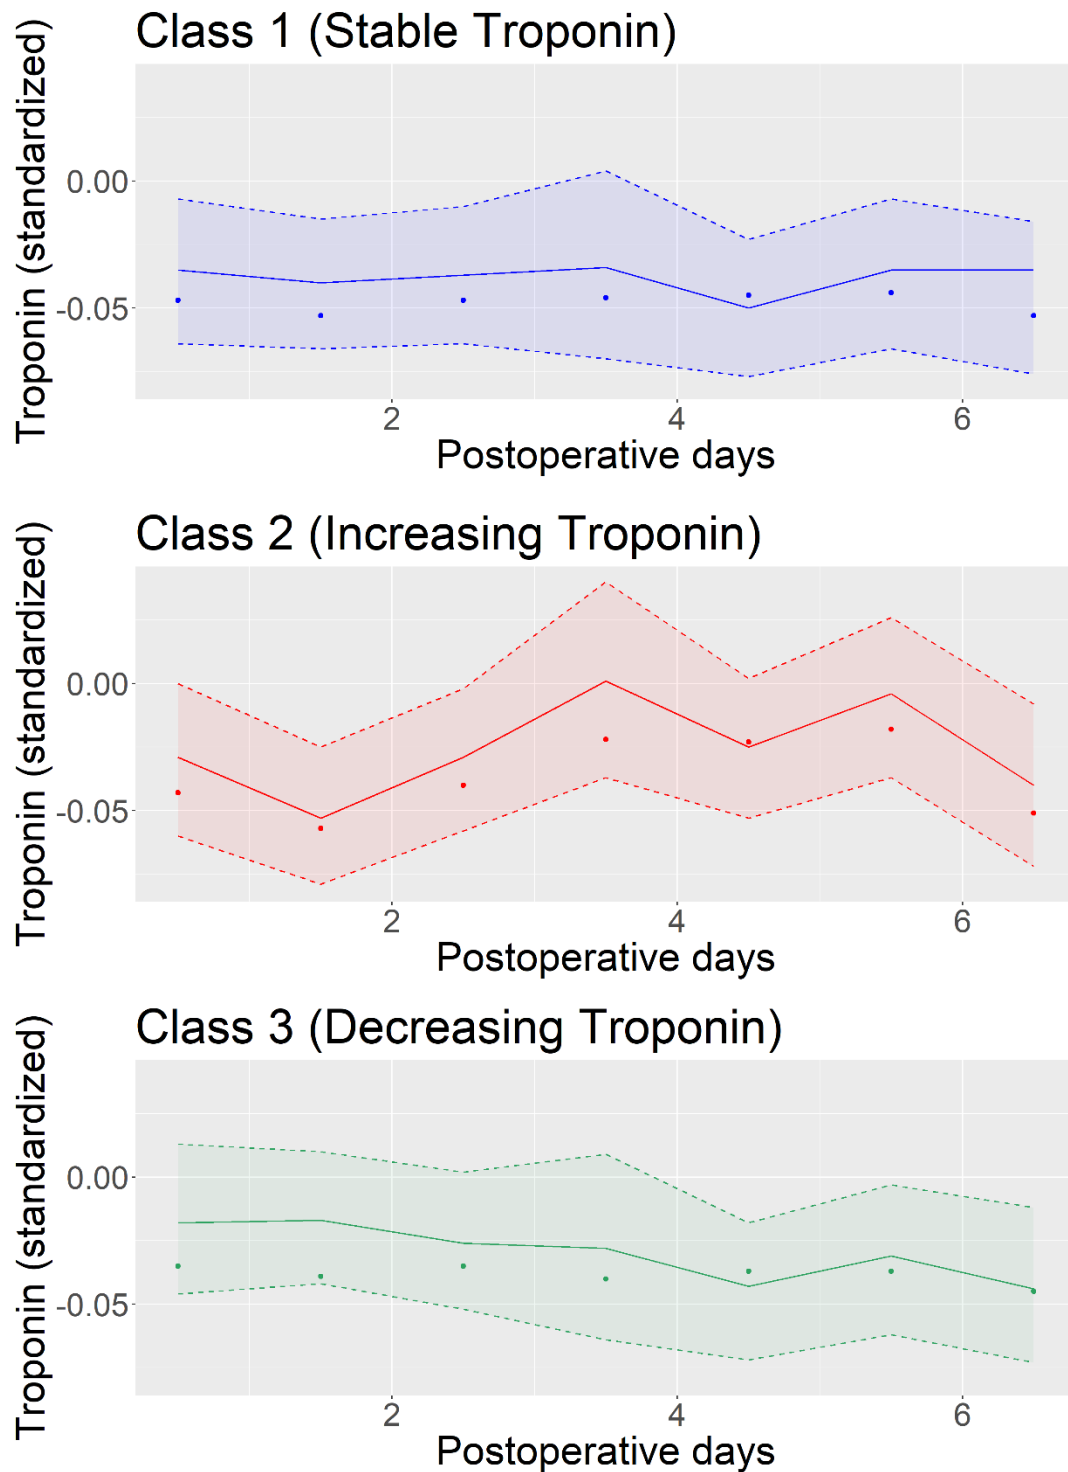 Class 1 (Stable Troponin)
Troponin (standardized)
0.00
-0.05
2 4 6
Postoperative days
Class 2 (Increasing Troponin)
Troponin (standardized)
0.00
-0.05
2 4 6
Postoperative days
Class 3 (Decreasing Troponin)
Troponin (standardized)
0.00
-0.05
2 4 6
Postoperative days